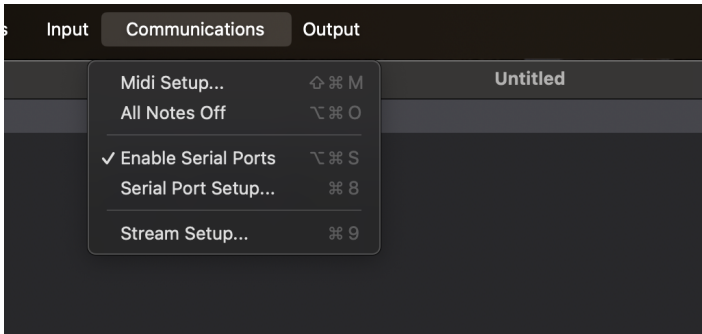 s Input Communications Output
Untitled
Midi Setup... ⇧⌘M
All Notes Off ⌥⌘O
✓ Enable Serial Ports ⌥⌘S
Serial Port Setup... ⌘8
Stream Setup... ⌘9